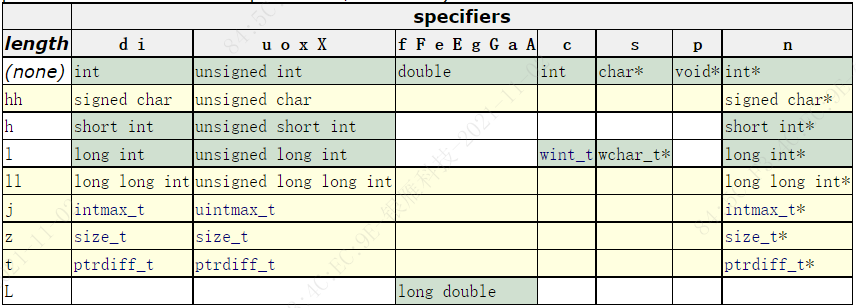 specifiers
length d i u o x X f F e E g G a A c s p n
(none) int unsigned int double int char* void* int*
hh signed char unsigned char signed char*
h short int unsigned short int short int*
l long int unsigned long int wint_t wchar_t* long int*
ll long long int unsigned long long int long long int*
j intmax_t uintmax_t intmax_t*
z size_t size_t size_t*
t ptrdiff_t ptrdiff_t ptrdiff_t*
L long double